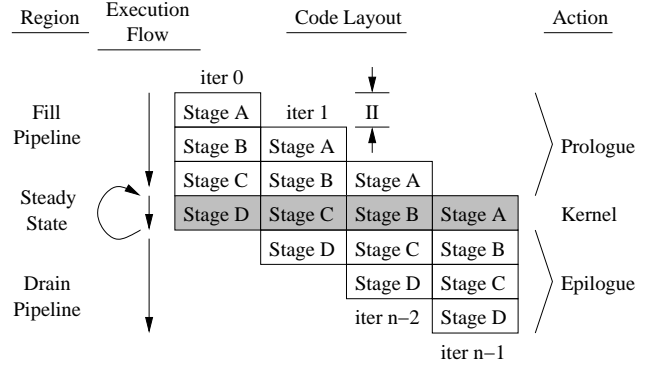 Region Execution Flow Code Layout Action
iter 0
Fill Pipeline
Stage A iter 1 II
Stage B Stage A
Prologue
Stage C Stage B Stage A
Steady State
Stage D Stage C Stage B Stage A Kernel
Stage D Stage C Stage B
Drain Pipeline
Stage D Stage C Epilogue
iter n−2 Stage D
iter n−1